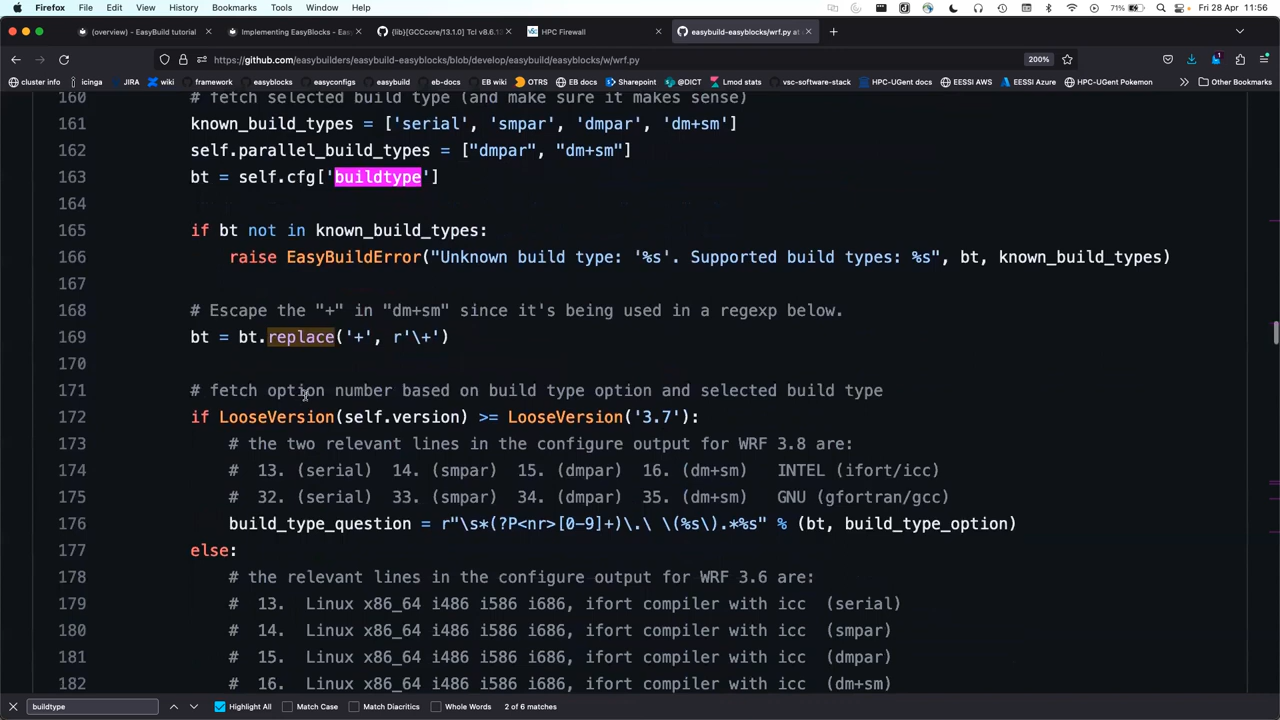 Firefox File Edit View History Bookmarks Tools Window Help 71% Fri 28 Apr 11:56
(overview) - EasyBuild tutorial Implementing EasyBlocks - Eas {lib}[GCCcore/13.1.0] Tcl v8.6.13 HPC Firewall easybuild-easyblocks/wrf.py at d
https://github.com/easybuilders/easybuild-easyblocks/blob/develop/easybuild/easyblocks/w/wrf.py 200%
cluster info icinga JIRA wiki framework easyblocks easyconfigs easybuild eb-docs EB wiki OTRS EB issues Sharepoint @DICT Lmod stats vsc-software-stack HPC-UGent docs EESSI AWS EESSI Azure HPC-UGent Pokemon Other Bookmarks
160 # fetch selected build type (and make sure it makes sense)
161 known_build_types = ['serial', 'smpar', 'dmpar', 'dm+sm']
162 self.parallel_build_types = ["dmpar", "dm+sm"]
163 bt = self.cfg['buildtype']
164
165 if bt not in known_build_types:
166 raise EasyBuildError("Unknown build type: '%s'. Supported build types: %s", bt, known_build_types)
167
168 # Escape the "+" in "dm+sm" since it's being used in a regexp below.
169 bt = bt.replace('+', r'\+')
170
171 # fetch option number based on build type option and selected build type
172 if LooseVersion(self.version) >= LooseVersion('3.7'):
173 # the two relevant lines in the configure output for WRF 3.8 are:
174 # 13. (serial) 14. (smpar) 15. (dmpar) 16. (dm+sm) INTEL (ifort/icc)
175 # 32. (serial) 33. (smpar) 34. (dmpar) 35. (dm+sm) GNU (gfortran/gcc)
176 build_type_question = r"\s*(?P<nr>[0-9]+)\.\ \(%s\).*%s" % (bt, build_type_option)
177 else:
178 # the relevant lines in the configure output for WRF 3.6 are:
179 # 13. Linux x86_64 i486 i586 i686, ifort compiler with icc (serial)
180 # 14. Linux x86_64 i486 i586 i686, ifort compiler with icc (smpar)
181 # 15. Linux x86_64 i486 i586 i686, ifort compiler with icc (dmpar)
182 # 16. Linux x86_64 i486 i586 i686, ifort compiler with icc (dm+sm)
buildtype Highlight All Match Case Match Diacritics Whole Words 2 of 6 matches